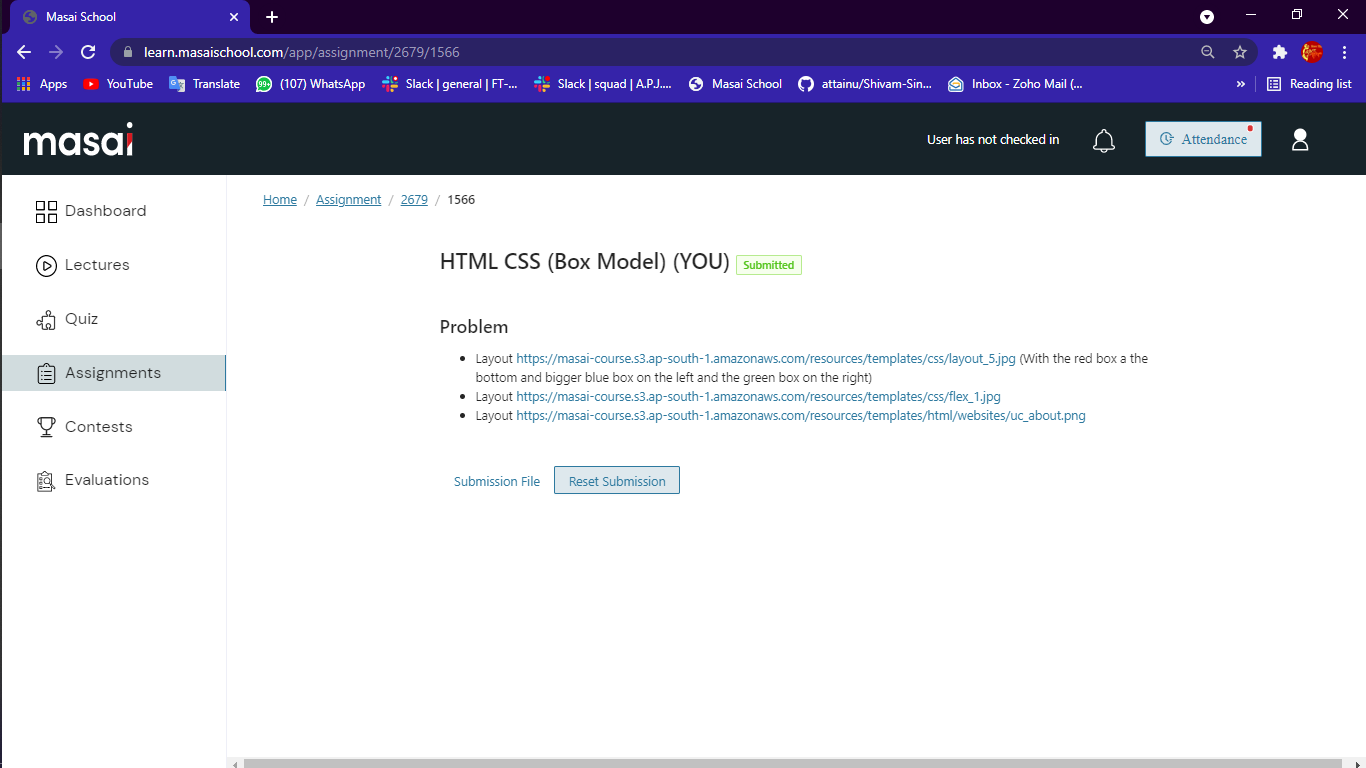 Masai School
learn.masaischool.com/app/assignment/2679/1566
Apps YouTube Translate 99+ (107) WhatsApp Slack | general | FT-... Slack | squad | A.P.J.... Masai School attainu/Shivam-Sin... Inbox - Zoho Mail (... » Reading list
masai
User has not checked in
Attendance
Dashboard
Lectures
Quiz
Assignments
Contests
Evaluations
Home / Assignment / 2679 / 1566
HTML CSS (Box Model) (YOU) Submitted
Problem
• Layout https://masai-course.s3.ap-south-1.amazonaws.com/resources/templates/css/layout_5.jpg (With the red box a the
bottom and bigger blue box on the left and the green box on the right)
• Layout https://masai-course.s3.ap-south-1.amazonaws.com/resources/templates/css/flex_1.jpg
• Layout https://masai-course.s3.ap-south-1.amazonaws.com/resources/templates/html/websites/uc_about.png
Submission File Reset Submission